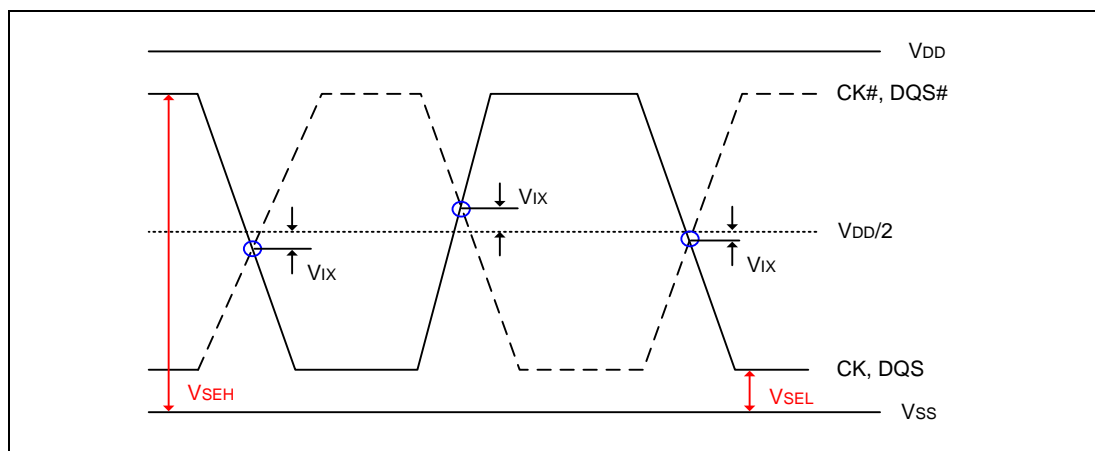 VDD
CK#, DQS#
VIX
VDD/2
VIX
VIX
CK, DQS
VSEH
VSEL
VSS